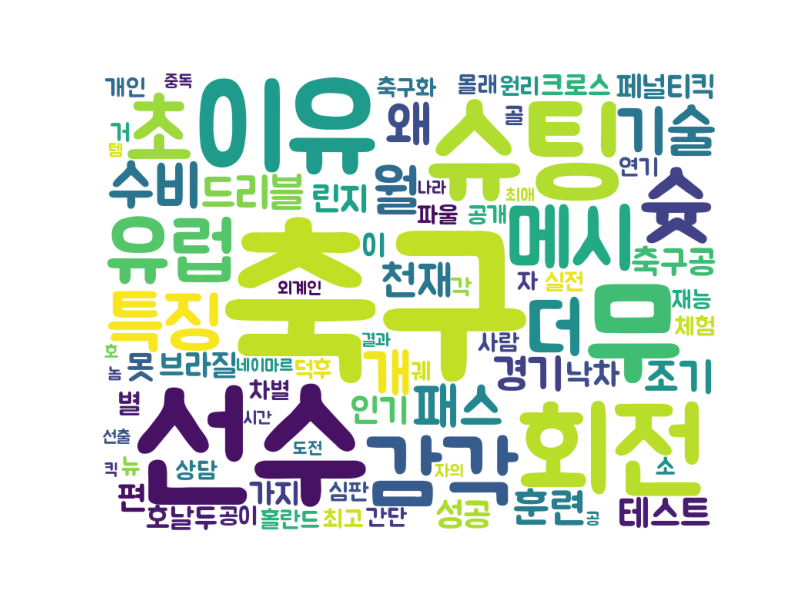 개인 중독 축구화 몰래 원리 크로스 페널티킥
거 초 이유 왜 골 슈팅 기술
템 연기
수비 드리블 린지 월 나라 최애 슛
파울 공개
유럽 축구 이 메시 축구공
외계인 천재 각 자 실전 재능
특징 더 무 체험
호 결과 사람
놈 못 브라질 네이마르 덕후 개 궤 경기 낙차 조기
별 차별 인기 패스
선출 선수 시간 도전 감각 회전
킥 뉴 상담 자의 소
편 가지 심판 훈련
호날두 공이 홀란드 최고 간단 성공 공 테스트